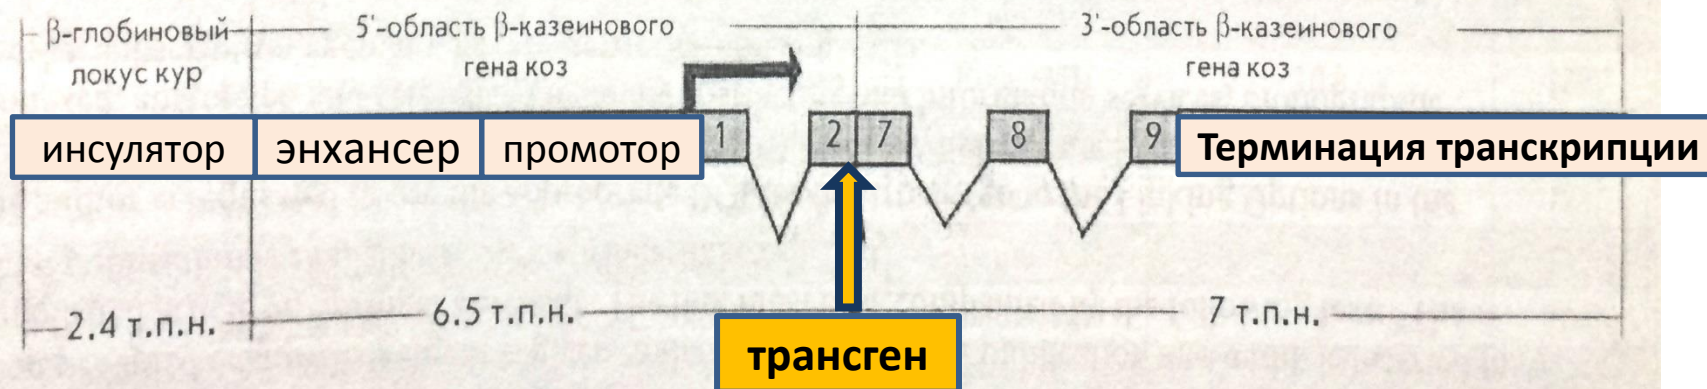 β-глобиновый
локус кур
5'-область β-казеинового
гена коз
3'-область β-казеинового
гена коз
инсулятор
энхансер
промотор
1
2
7
8
9
Терминация транскрипции
2.4 т.п.н.
6.5 т.п.н.
7 т.п.н.
трансген